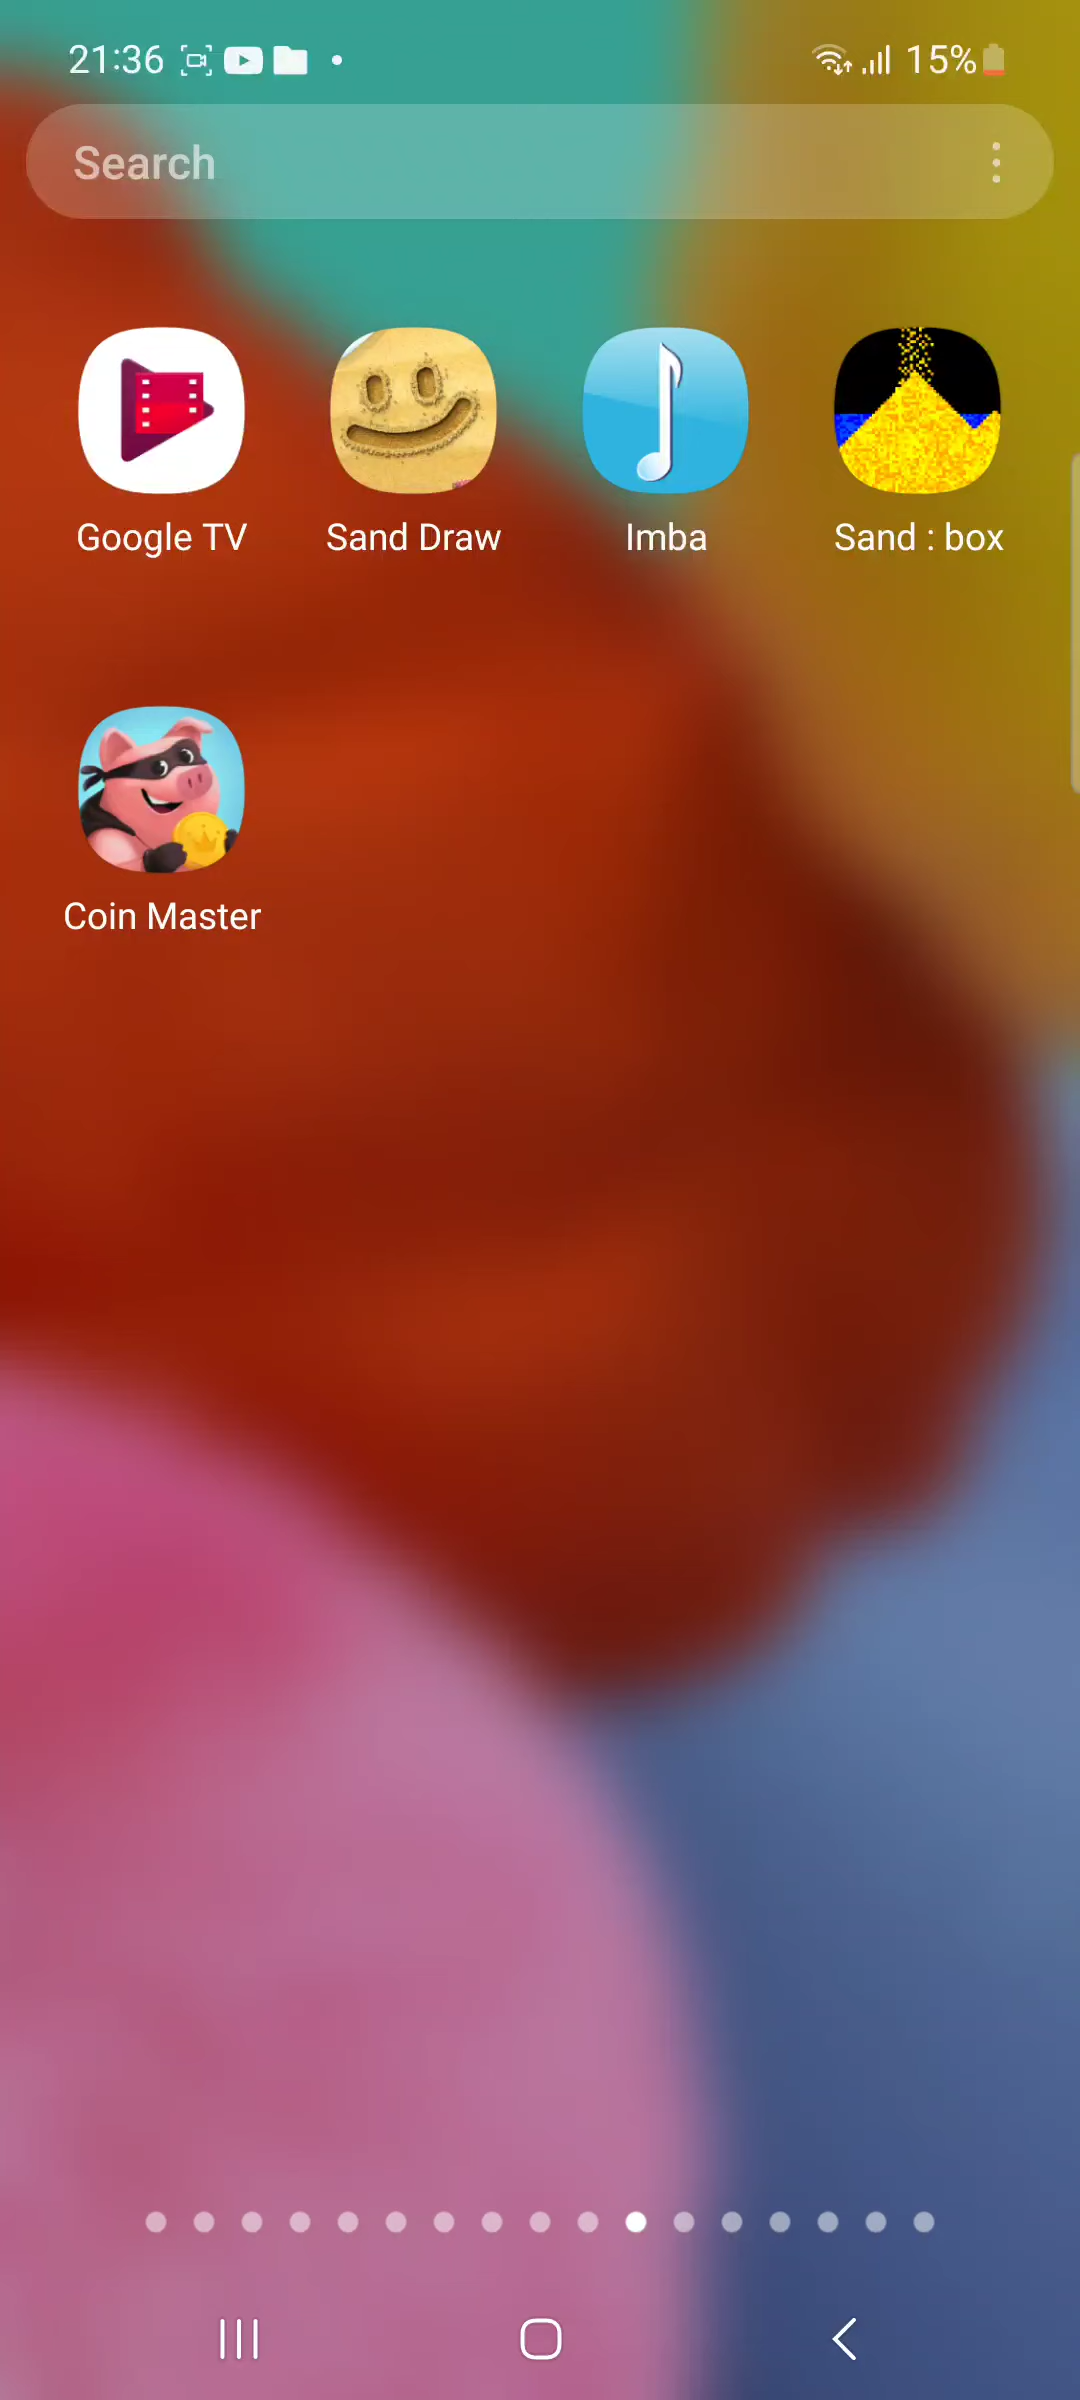 21:36
15%
Search
Google TV
Sand Draw
Imba
Sand : box
Coin Master